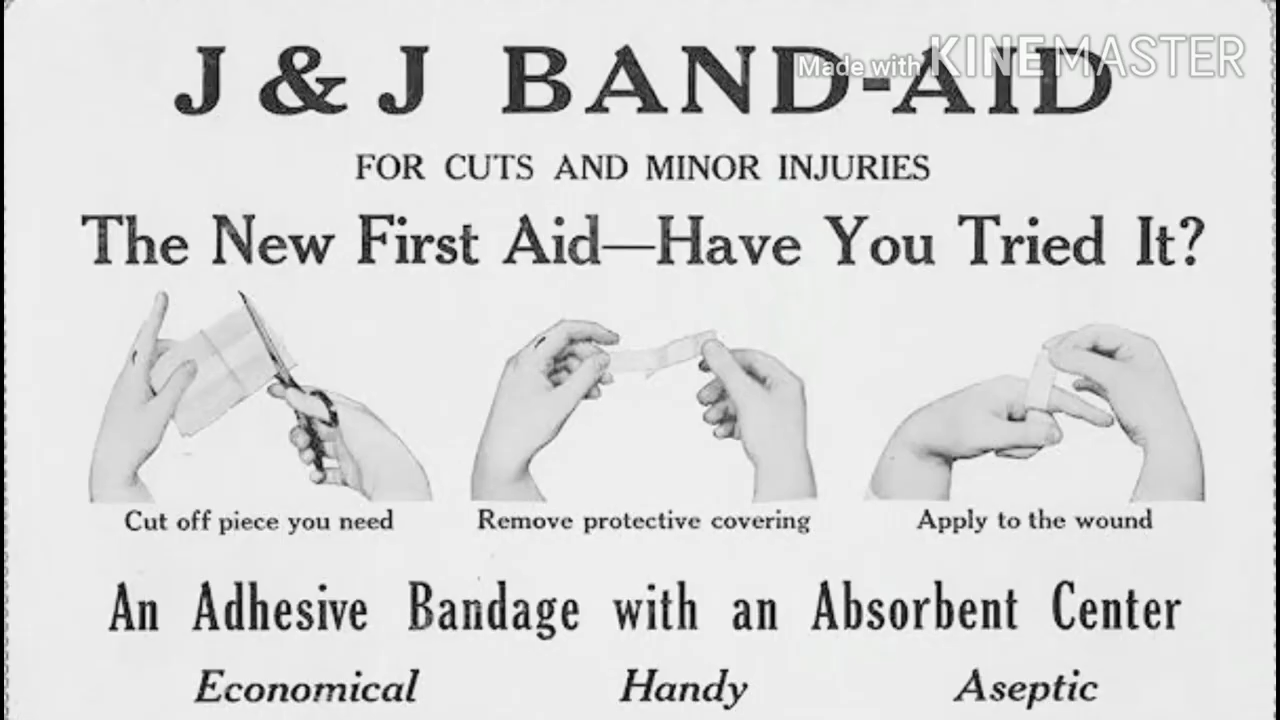 Made with KINEMASTER
J & J BAND-AID
FOR CUTS AND MINOR INJURIES
The New First Aid—Have You Tried It?
Cut off piece you need
Remove protective covering
Apply to the wound
An Adhesive Bandage with an Absorbent Center
Economical Handy Aseptic